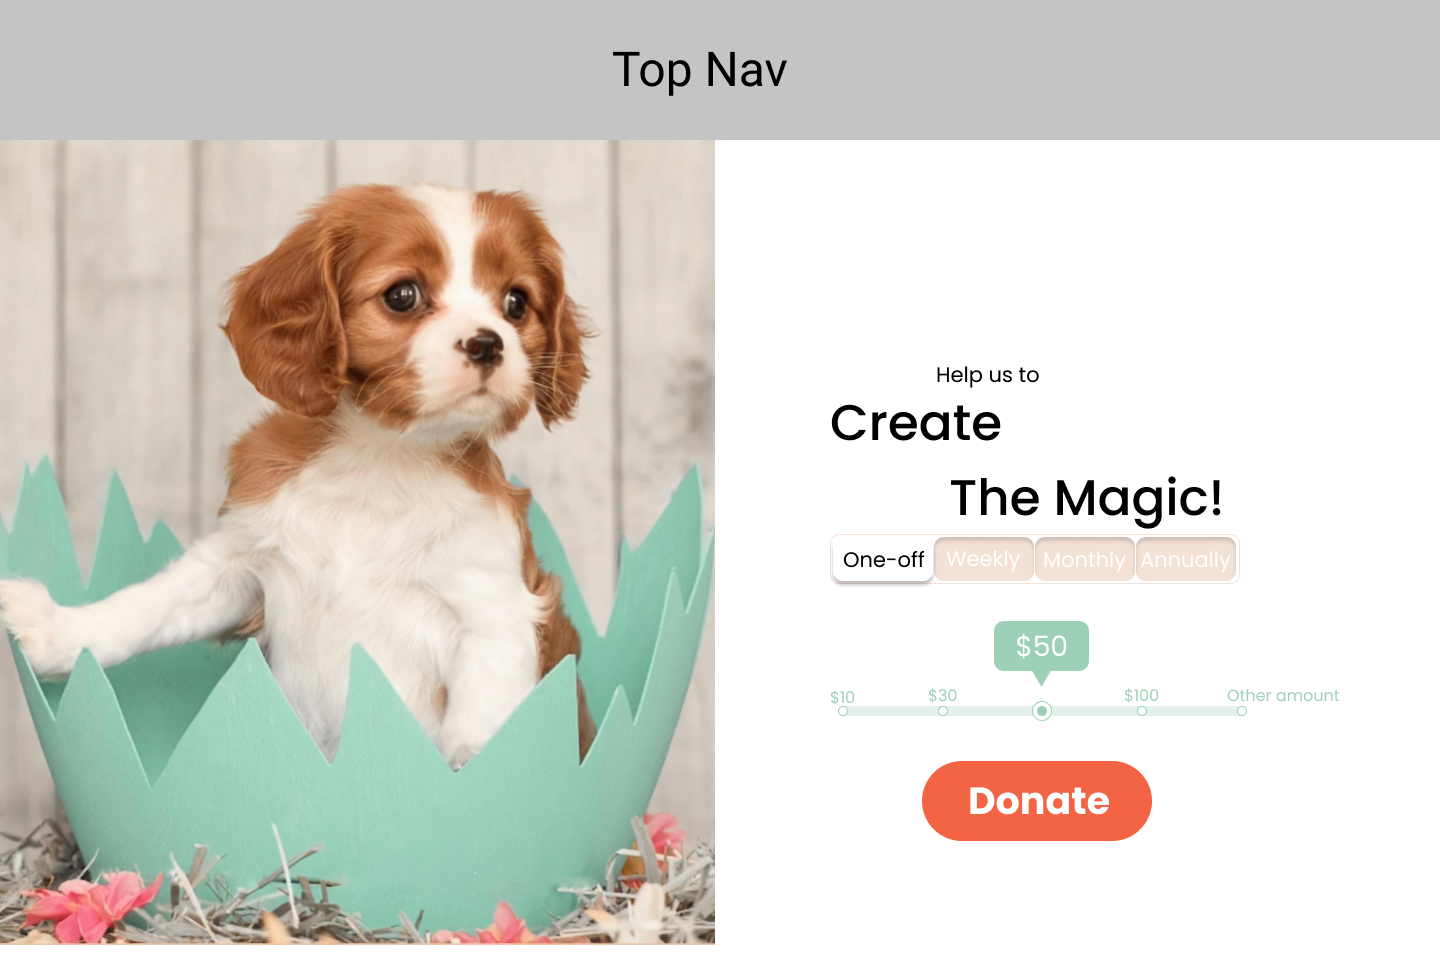 Top Nav
Help us to
Create
The Magic!
One-off Weekly Monthly Annually
$50
$10 $30 $100 Other amount
Donate